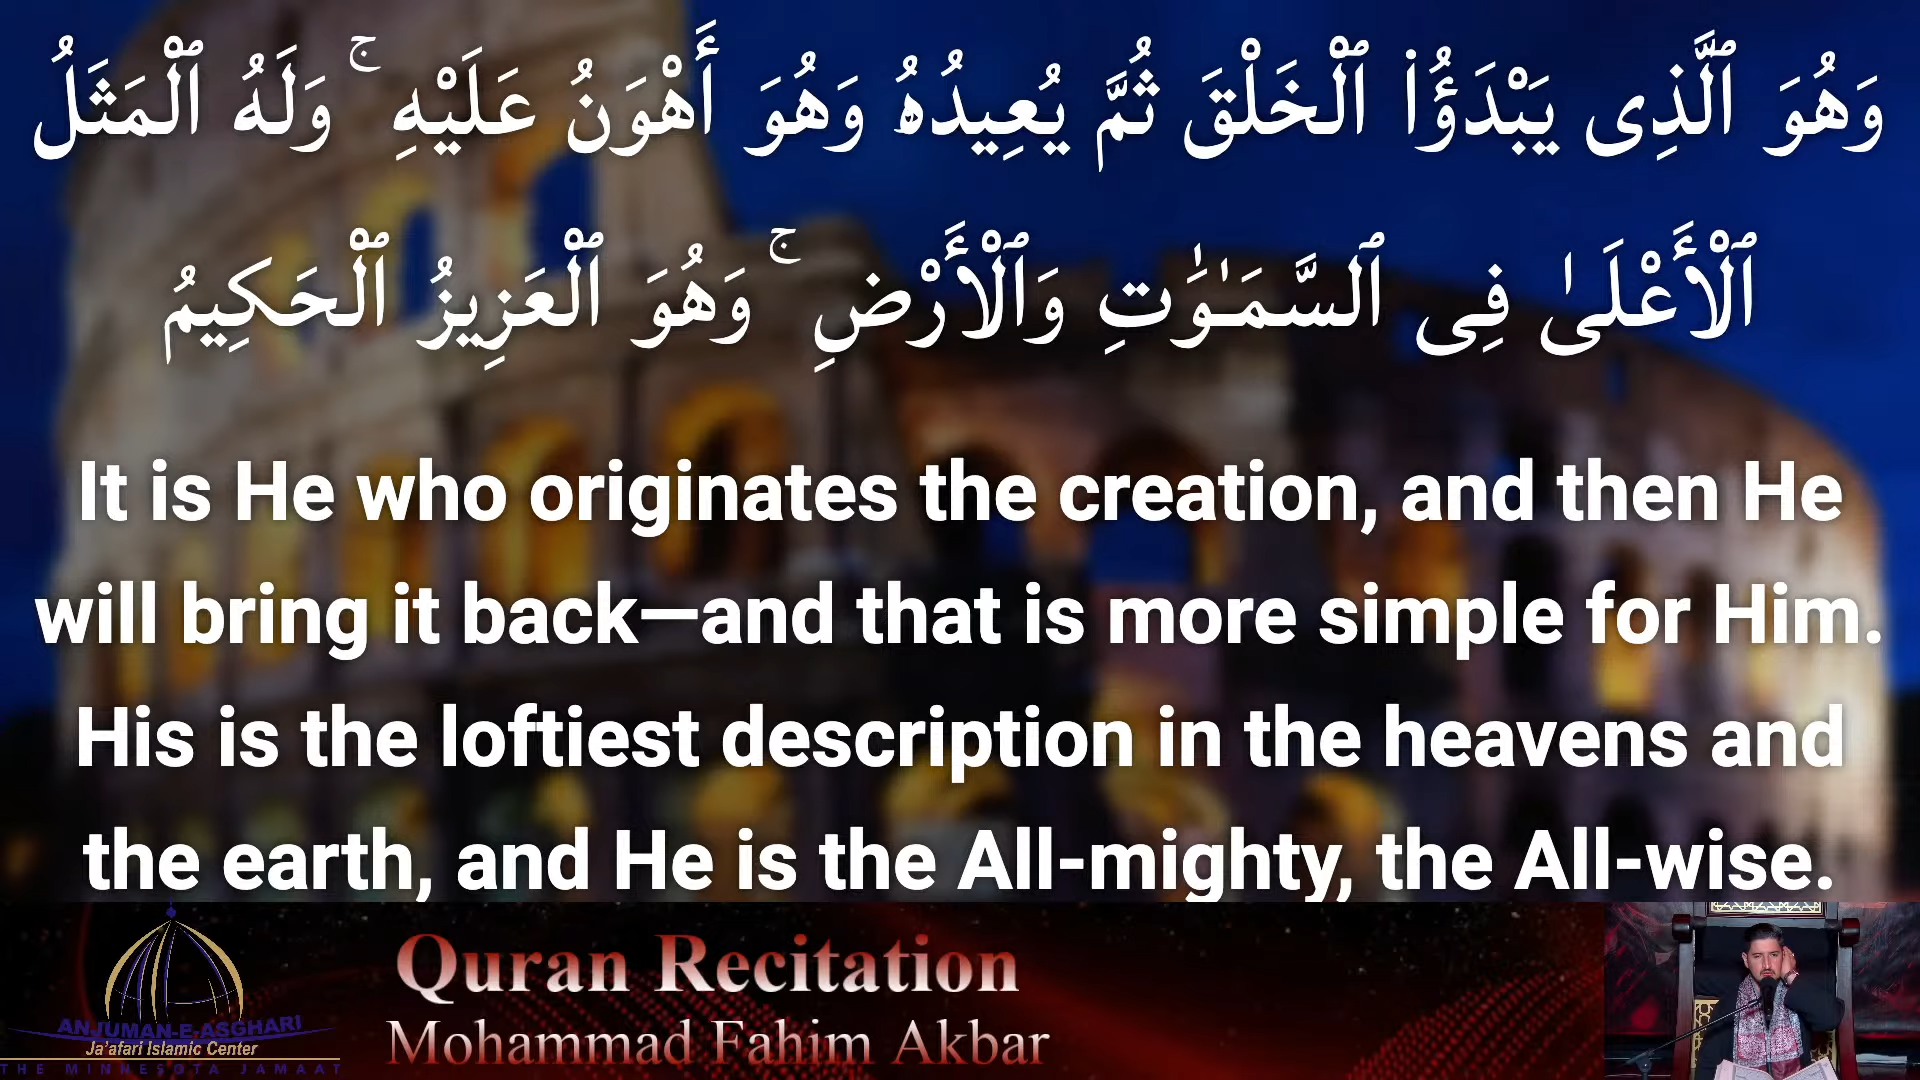 وَهُوَ ٱلَّذِى يَبْدَؤُا۟ ٱلْخَلْقَ ثُمَّ يُعِيدُهُۥ وَهُوَ أَهْوَنُ عَلَيْهِ ۚ وَلَهُ ٱلْمَثَلُ
ٱلْأَعْلَىٰ فِى ٱلسَّمَـٰوَٰتِ وَٱلْأَرْضِ ۚ وَهُوَ ٱلْعَزِيزُ ٱلْحَكِيمُ
It is He who originates the creation, and then He
will bring it back—and that is more simple for Him.
His is the loftiest description in the heavens and
the earth, and He is the All-mighty, the All-wise.
Quran Recitation
Mohammad Fahim Akbar
ANJUMAN-E-ASGHARI
Ja'afari Islamic Center
THE MINNESOTA JAMAAT